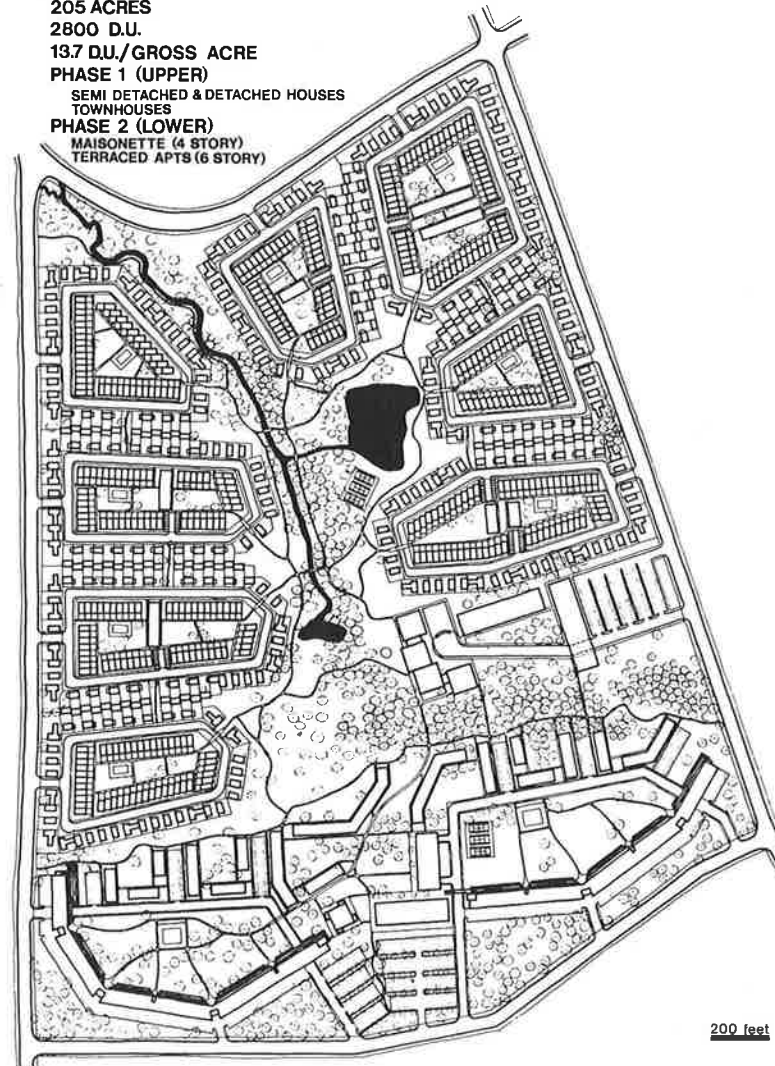 205 ACRES
2800 D.U.
13.7 D.U./GROSS ACRE
PHASE 1 (UPPER)
SEMI DETACHED & DETACHED HOUSES
TOWNHOUSES
PHASE 2 (LOWER)
MAISONETTE (4 STORY)
TERRACED APTS (6 STORY)
200 feet